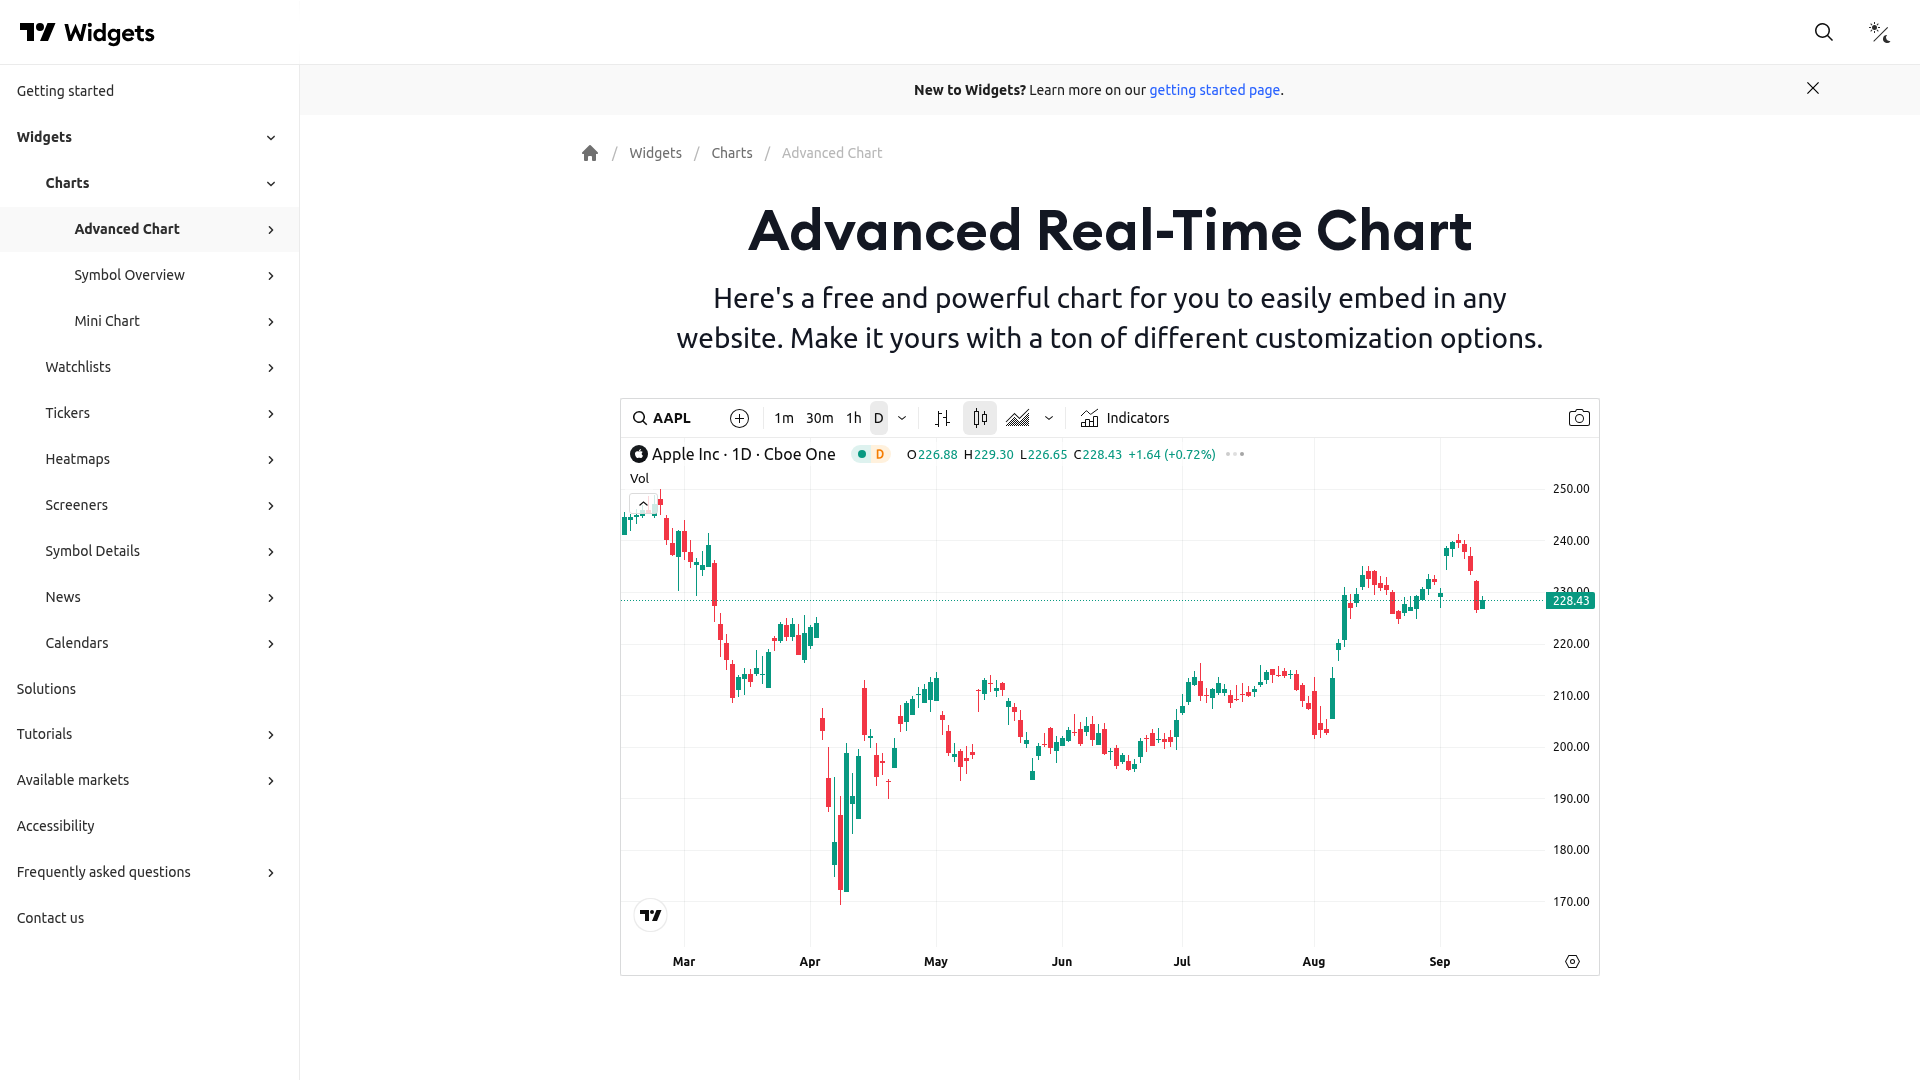 Widgets
Getting started
Widgets
Charts
Advanced Chart
Symbol Overview
Mini Chart
Watchlists
Tickers
Heatmaps
Screeners
Symbol Details
News
Calendars
Solutions
Tutorials
Available markets
Accessibility
Frequently asked questions
Contact us
New to Widgets? Learn more on our getting started page.
/ Widgets / Charts / Advanced Chart
Advanced Real-Time Chart
Here's a free and powerful chart for you to easily embed in any
website. Make it yours with a ton of different customization options.
AAPL 1m 30m 1h D Indicators
Apple Inc · 1D · Cboe One D O226.88 H229.30 L226.65 C228.43 +1.64 (+0.72%)
Vol
250.00
240.00
230.00
228.43
220.00
210.00
200.00
190.00
180.00
170.00
Mar Apr May Jun Jul Aug Sep